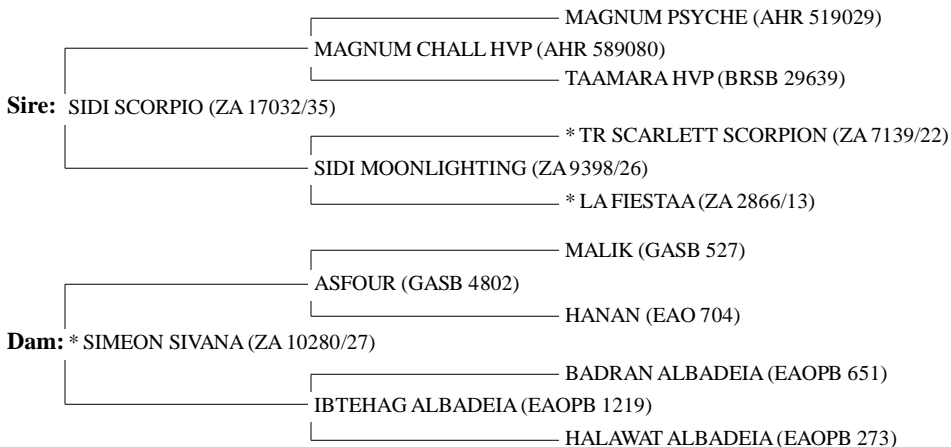 MAGNUM PSYCHE (AHR 519029)
MAGNUM CHALL HVP (AHR 589080)
TAAMARA HVP (BRSB 29639)
Sire: SIDI SCORPIO (ZA 17032/35)
* TR SCARLETT SCORPION (ZA 7139/22)
SIDI MOONLIGHTING (ZA 9398/26)
* LA FIESTAA (ZA 2866/13)
MALIK (GASB 527)
ASFOUR (GASB 4802)
HANAN (EAO 704)
Dam: * SIMEON SIVANA (ZA 10280/27)
BADRAN ALBADEIA (EAOPB 651)
IBTEHAG ALBADEIA (EAOPB 1219)
HALAWAT ALBADEIA (EAOPB 273)